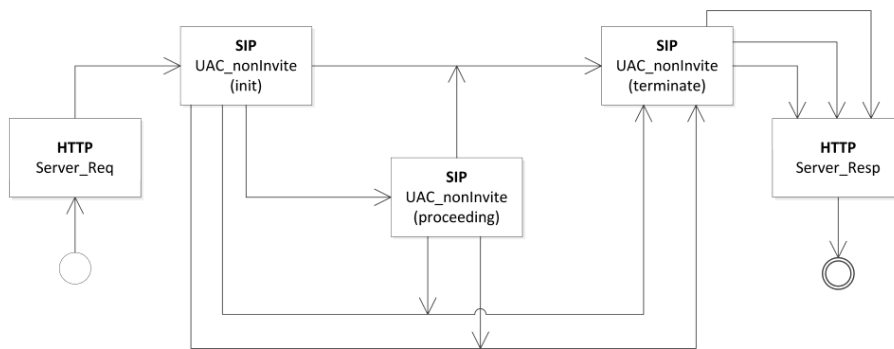 SIP
UAC_nonInvite
(init)
SIP
UAC_nonInvite
(terminate)
HTTP
Server_Req
SIP
UAC_nonInvite
(proceeding)
HTTP
Server_Resp